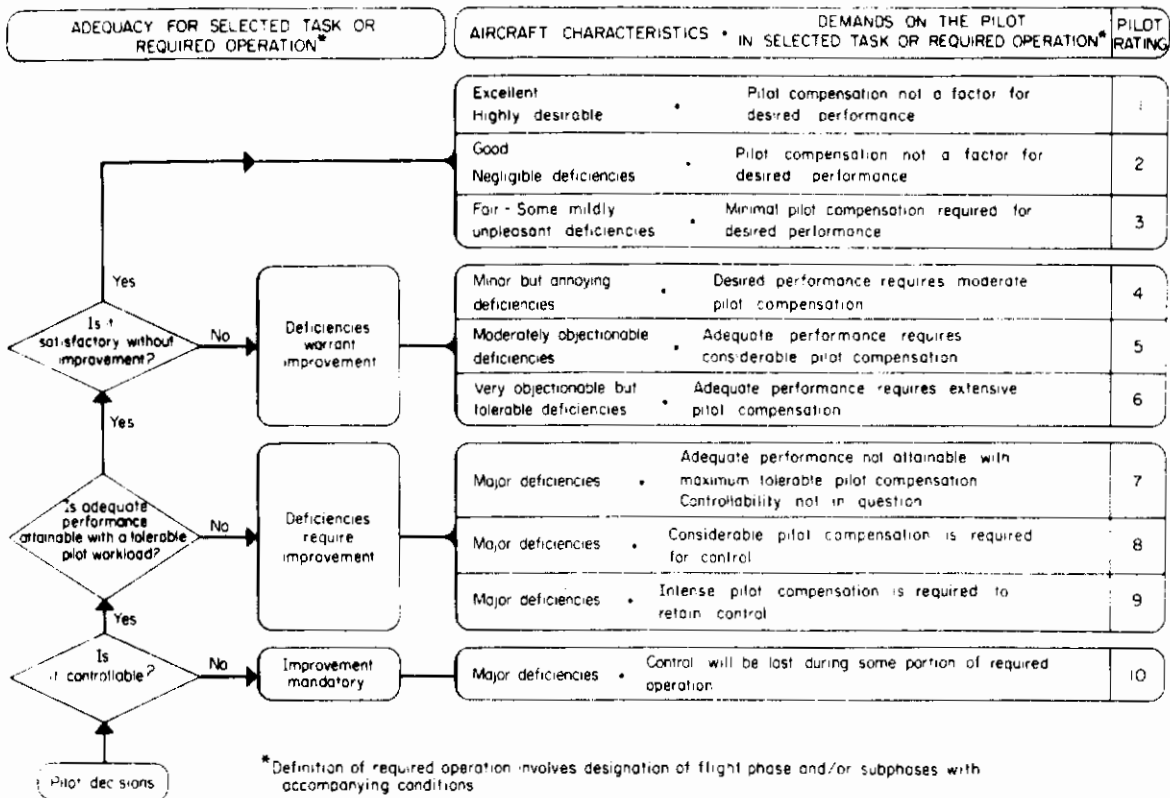 ADEQUACY FOR SELECTED TASK OR
REQUIRED OPERATION*
AIRCRAFT CHARACTERISTICS •
DEMANDS ON THE PILOT
IN SELECTED TASK OR REQUIRED OPERATION*
PILOT
RATING
Excellent
Highly desirable
•
Pilot compensation not a factor for
desired performance
1
Good
Negligible deficiencies
•
Pilot compensation not a factor for
desired performance
2
Fair - Some mildly
unpleasant deficiencies
•
Minimal pilot compensation required for
desired performance
3
Yes
Is it
satisfactory without
improvement?
No
Deficiencies
warrant
improvement
Minor but annoying
deficiencies
•
Desired performance requires moderate
pilot compensation
4
Moderately objectionable
deficiencies
•
Adequate performance requires
considerable pilot compensation
5
Very objectionable but
tolerable deficiencies
•
Adequate performance requires extensive
pilot compensation
6
Yes
Is adequate
performance
attainable with a tolerable
pilot workload?
No
Deficiencies
require
improvement
Major deficiencies
•
Adequate performance not attainable with
maximum tolerable pilot compensation
Controllability not in question
7
Major deficiencies
•
Considerable pilot compensation is required
for control
8
Major deficiencies
•
Intense pilot compensation is required to
retain control
9
Yes
Is
it controllable?
No
Improvement
mandatory
Major deficiencies
•
Control will be lost during some portion of required
operation
10
Pilot decisions
*Definition of required operation involves designation of flight phase and/or subphases with
accompanying conditions